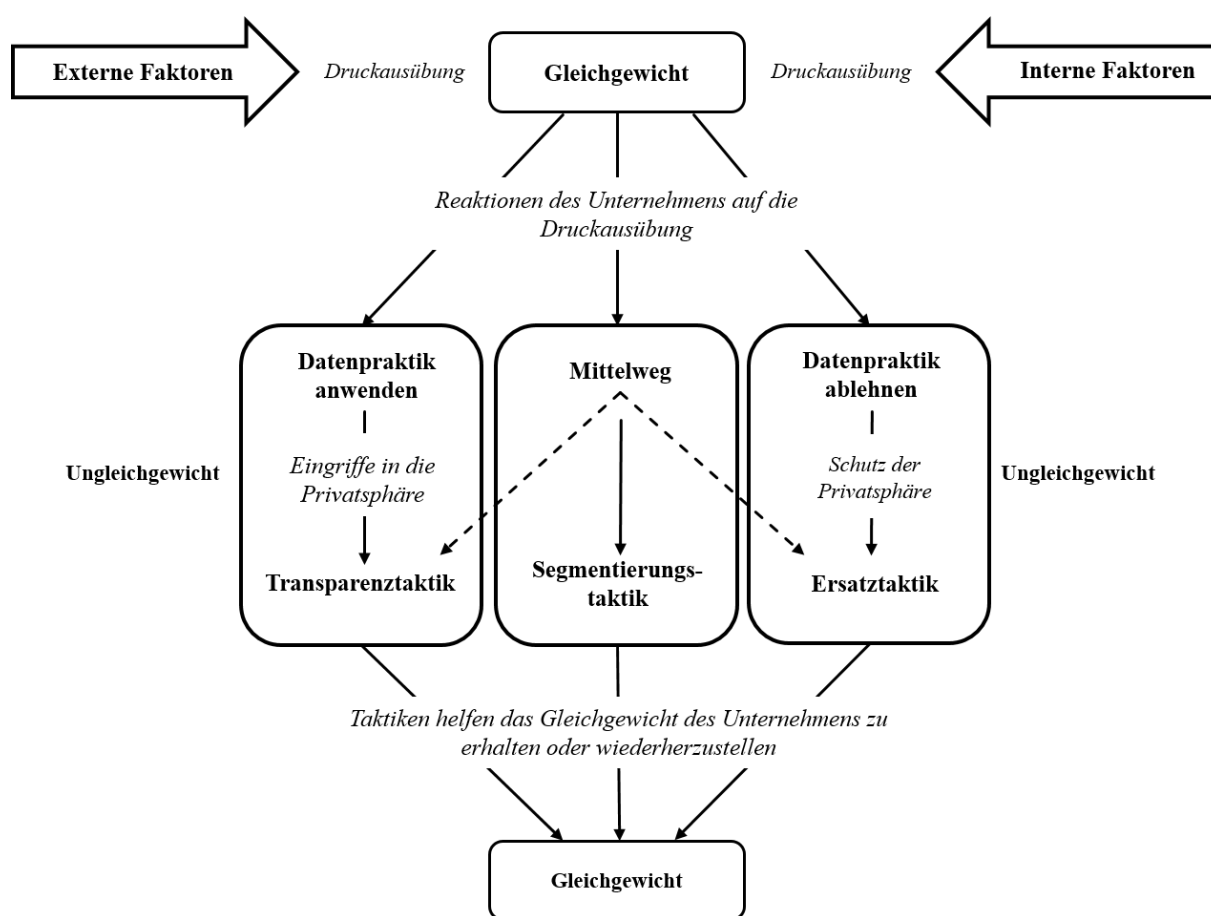 Externe Faktoren
Druckausübung
Gleichgewicht
Druckausübung
Interne Faktoren
Reaktionen des Unternehmens auf die
Druckausübung
Datenpraktik
anwenden
Eingriffe in die
Privatsphäre
Transparenztaktik
Mittelweg
Segmentierungs-
taktik
Datenpraktik
ablehnen
Schutz der
Privatsphäre
Ersatztaktik
Ungleichgewicht
Ungleichgewicht
Taktiken helfen das Gleichgewicht des Unternehmens zu
erhalten oder wiederherzustellen
Gleichgewicht